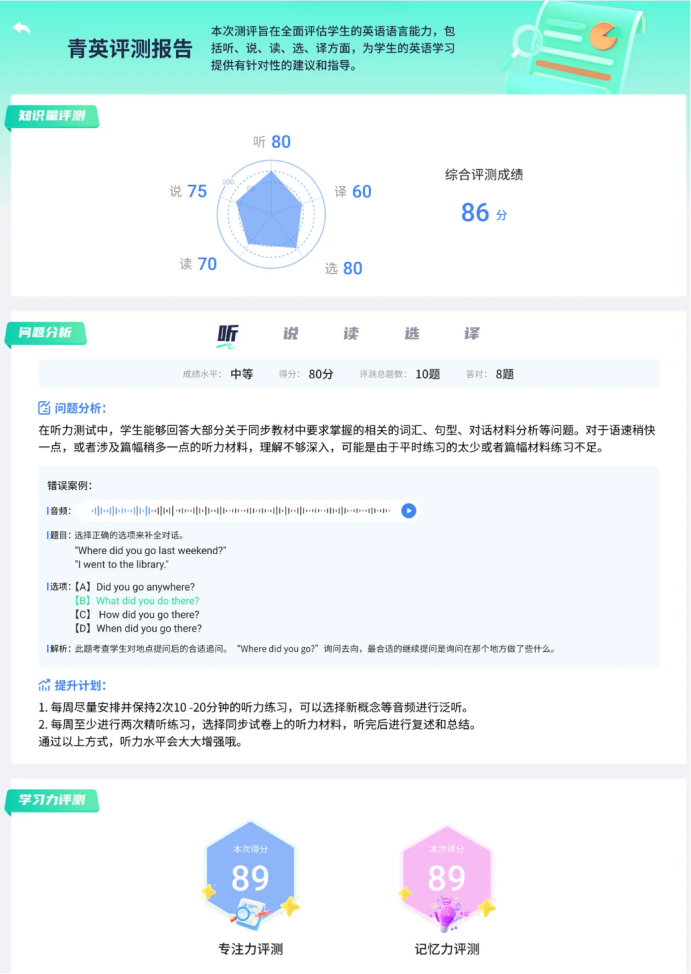 青英评测报告
本次测评旨在全面评估学生的英语语言能力，包
括听、说、读、选、译方面，为学生的英语学习
提供有针对性的建议和指导。
知识量评测
听 80
说 75
100
译 60
读 70
选 80
综合评测成绩
86 分
问题分析
听 说 读 选 译
成绩水平： 中等 得分： 80分 评测总题数： 10题 答对： 8题
问题分析：
在听力测试中，学生能够回答大部分关于同步教材中要求掌握的相关的词汇、句型、对话材料分析等问题。对于语速稍快
一点，或者涉及篇幅稍多一点的听力材料，理解不够深入，可能是由于平时练习的太少或者篇幅材料练习不足。
错误案例：
音频：
题目：选择正确的选项来补全对话。
"Where did you go last weekend?"
"I went to the library."
选项：【A】Did you go anywhere?
【B】What did you do there?
【C】 How did you go there?
【D】When did you go there?
解析：此题考查学生对地点提问后的合适追问。 “Where did you go?” 询问去向，最合适的继续提问是询问在那个地方做了些什么。
提升计划：
1. 每周尽量安排并保持2次10 -20分钟的听力练习，可以选择新概念等音频进行泛听。
2. 每周至少进行两次精听练习，选择同步试卷上的听力材料，听完后进行复述和总结。
通过以上方式，听力水平会大大增强哦。
学习力评测
本次得分
89
专注力评测
本次得分
89
记忆力评测